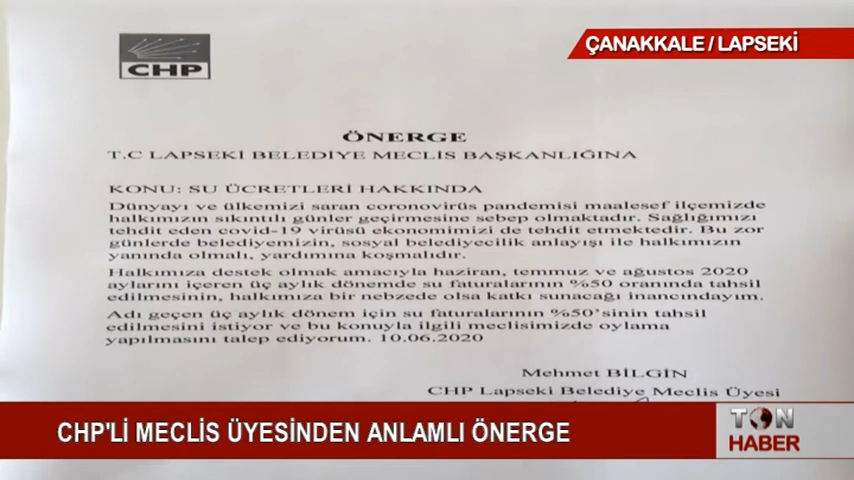 ÇANAKKALE / LAPSEKİ
CHP
ÖNERGE
T.C LAPSEKİ BELEDİYE MECLİS BAŞKANLIĞINA
KONU: SU ÜCRETLERİ HAKKINDA
Dünyayı ve ülkemizi saran coronovirüs pandemisi maalesef ilçemizde
halkımızın sıkıntılı günler geçirmesine sebep olmaktadır. Sağlığımızı
tehdit eden covid-19 virüsü ekonomimizi de tehdit etmektedir. Bu zor
günlerde belediyemizin, sosyal belediyecilik anlayışı ile halkımızın
yanında olmalı, yardımına koşmalıdır.
Halkımıza destek olmak amacıyla haziran, temmuz ve ağustos 2020
aylarını içeren üç aylık dönemde su faturalarının %50 oranında tahsil
edilmesinin, halkımıza bir nebzede olsa katkı sunacağı inancındayım.
Adı geçen üç aylık dönem için su faturalarının %50'sinin tahsil
edilmesini istiyor ve bu konuyla ilgili meclisimizde oylama
yapılmasını talep ediyorum. 10.06.2020
Mehmet BİLGİN
CHP Lapseki Belediye Meclis Üyesi
CHP'Lİ MECLİS ÜYESİNDEN ANLAMLI ÖNERGE
TON
HABER